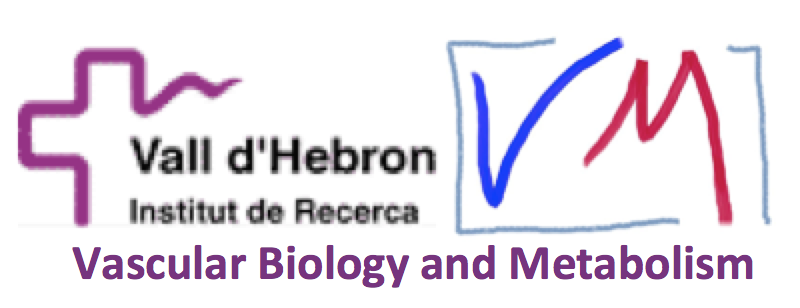 Vall d'Hebron
Institut de Recerca
VM
Vascular Biology and Metabolism